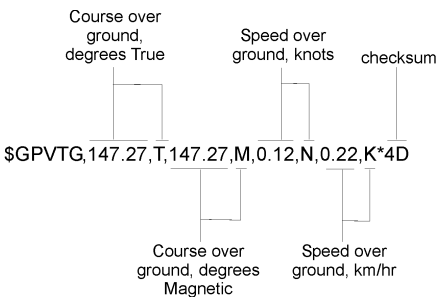 Course over
ground,
degrees True
Speed over
ground, knots
checksum
$GPVTG,147.27,T,147.27,M,0.12,N,0.22,K*4D
Course over
ground, degrees
Magnetic
Speed over
ground, km/hr